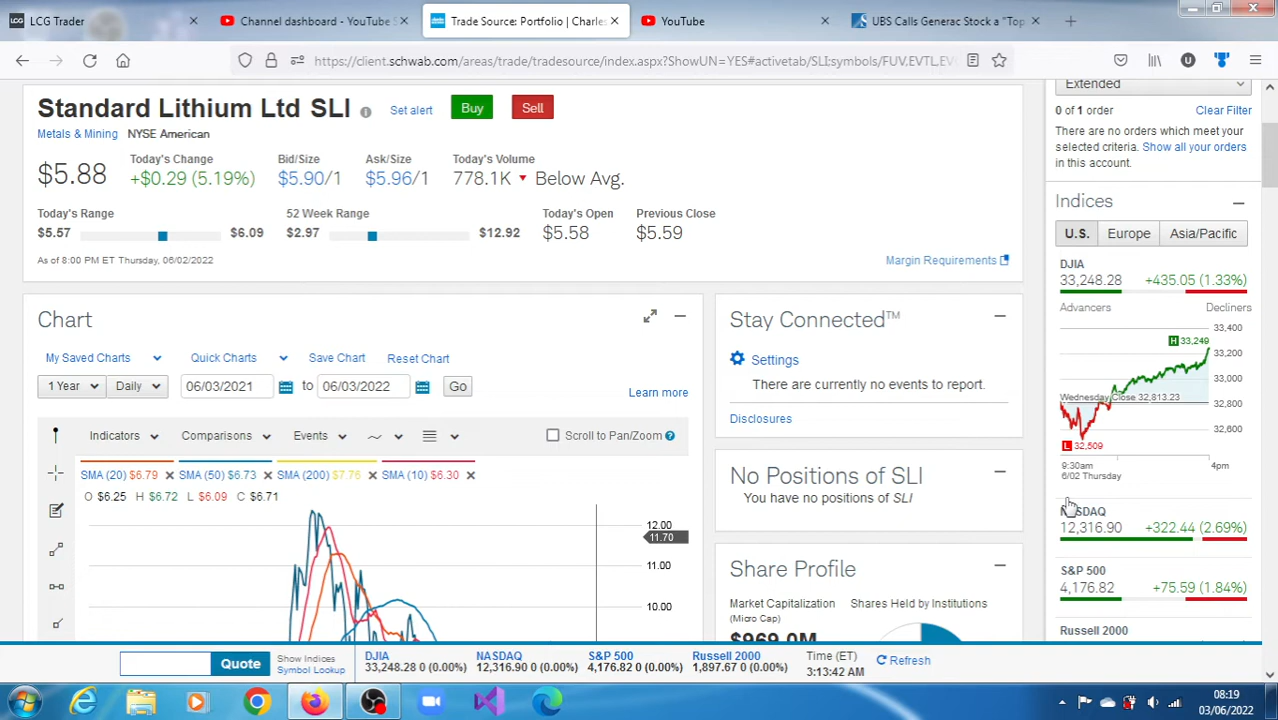 LCG Trader
Channel dashboard - YouTube S
Trade Source: Portfolio | Charles
YouTube
UBS Calls Generac Stock a "Top
https://client.schwab.com/areas/trade/tradesource/index.aspx?ShowUN=YES#activetab/SLI;symbols/FUV,EVTL,EV
Standard Lithium Ltd SLI
Set alert
Buy
Sell
Metals & Mining
NYSE American
$5.88
Today's Change
+$0.29 (5.19%)
Bid/Size
$5.90/1
Ask/Size
$5.96/1
Today's Volume
778.1K
Below Avg.
Today's Range
$5.57
$6.09
52 Week Range
$2.97
$12.92
Today's Open
$5.58
Previous Close
$5.59
As of 8:00 PM ET Thursday, 06/02/2022
Margin Requirements
Chart
My Saved Charts
Quick Charts
Save Chart
Reset Chart
1 Year
Daily
06/03/2021
to
06/03/2022
Go
Learn more
Indicators
Comparisons
Events
Scroll to Pan/Zoom
SMA (20) $6.79
SMA (50) $6.73
SMA (200) $7.76
SMA (10) $6.30
O $6.25 H $6.72 L $6.09 C $6.71
12.00
11.70
11.00
10.00
Stay Connected™
Settings
There are currently no events to report.
Disclosures
No Positions of SLI
You have no positions of SLI
Share Profile
Market Capitalization
(Micro Cap)
$969.0M
Shares Held by Institutions
Extended
0 of 1 order
Clear Filter
There are no orders which meet your
selected criteria. Show all your orders
in this account.
Indices
U.S.
Europe
Asia/Pacific
DJIA
33,248.28
+435.05 (1.33%)
Advancers
Decliners
33,400
H 33,249
33,200
33,000
Wednesday Close 32,813.23
32,800
32,600
L 32,509
9:30am
4pm
6/02 Thursday
NASDAQ
12,316.90
+322.44 (2.69%)
S&P 500
4,176.82
+75.59 (1.84%)
Russell 2000
Quote
Show Indices
Symbol Lookup
DJIA
33,248.28 0 (0.00%)
NASDAQ
12,316.90 0 (0.00%)
S&P 500
4,176.82 0 (0.00%)
Russell 2000
1,897.67 0 (0.00%)
Time (ET)
3:13:42 AM
Refresh
08:19
03/06/2022